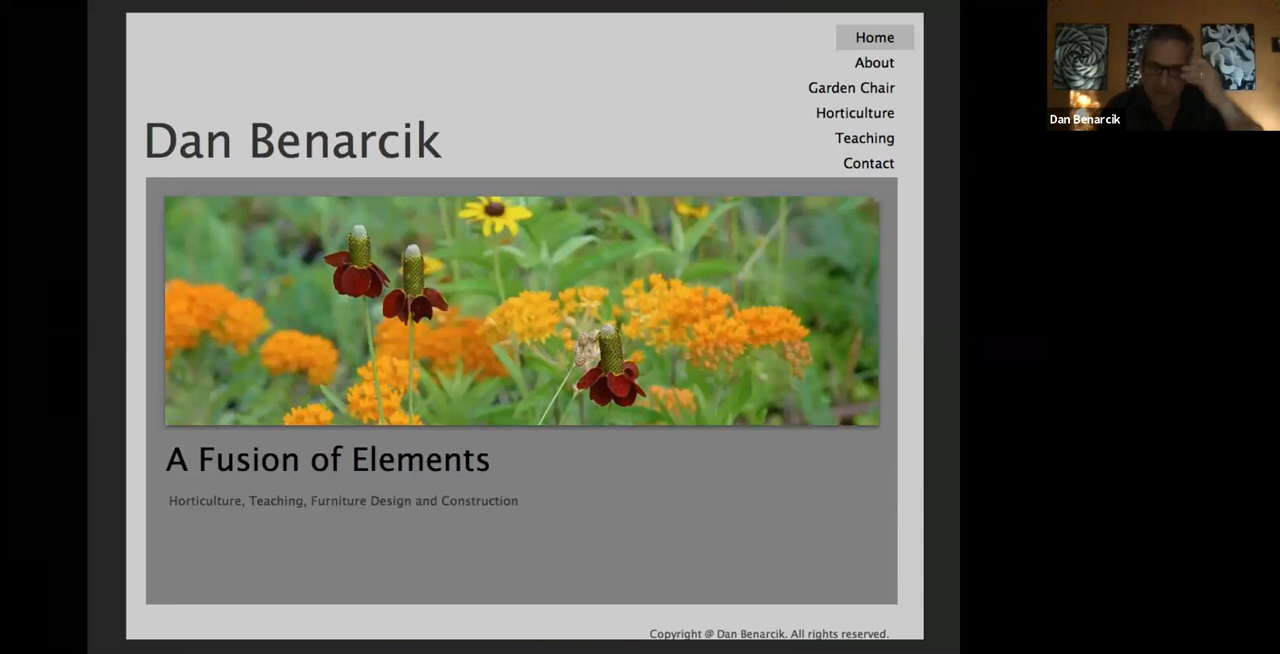 Home
About
Garden Chair
Horticulture
Teaching
Contact
Dan Benarcik
A Fusion of Elements
Horticulture, Teaching, Furniture Design and Construction
Copyright @ Dan Benarcik. All rights reserved.
Dan Benarcik